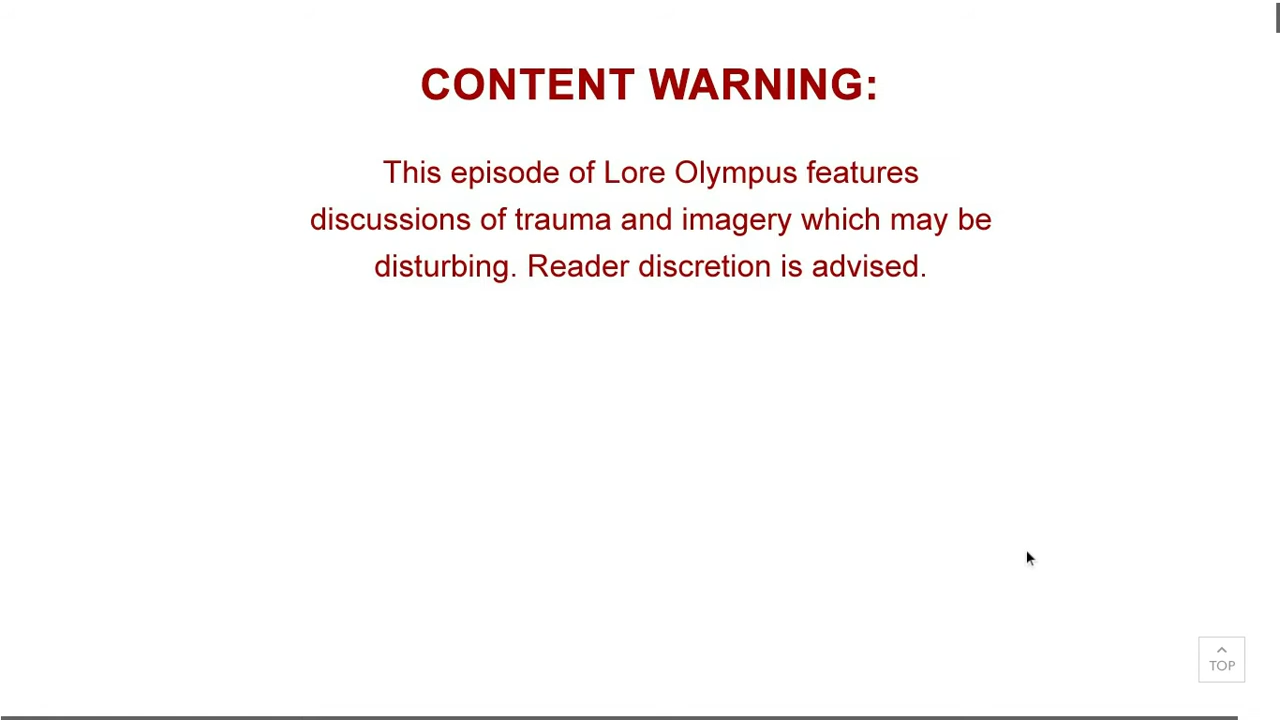 CONTENT WARNING:
This episode of Lore Olympus features
discussions of trauma and imagery which may be
disturbing. Reader discretion is advised.
TOP